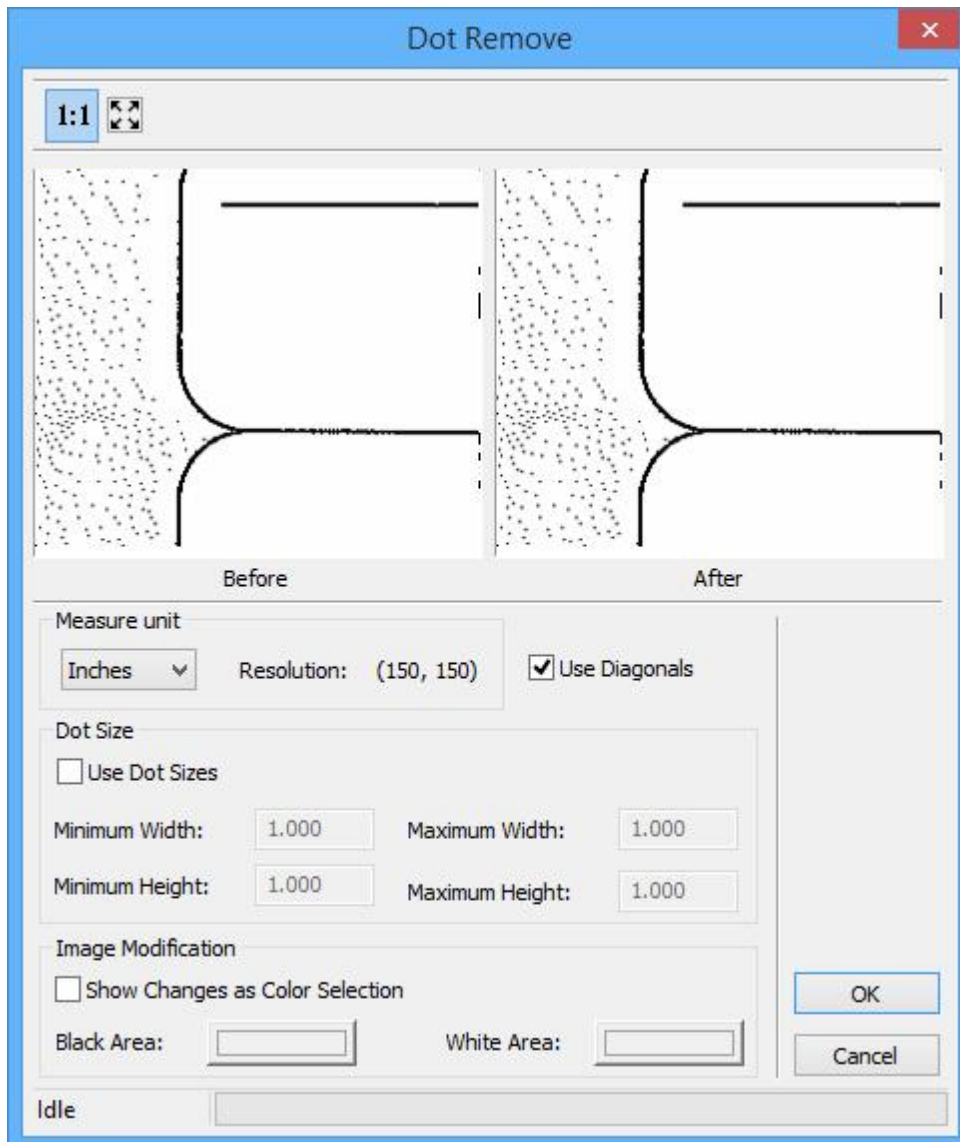 Dot Remove
1:1
Before After
Measure unit
Inches Resolution: (150, 150) Use Diagonals
Dot Size
Use Dot Sizes
Minimum Width: 1.000 Maximum Width: 1.000
Minimum Height: 1.000 Maximum Height: 1.000
Image Modification
Show Changes as Color Selection
OK
Black Area: White Area:
Cancel
Idle